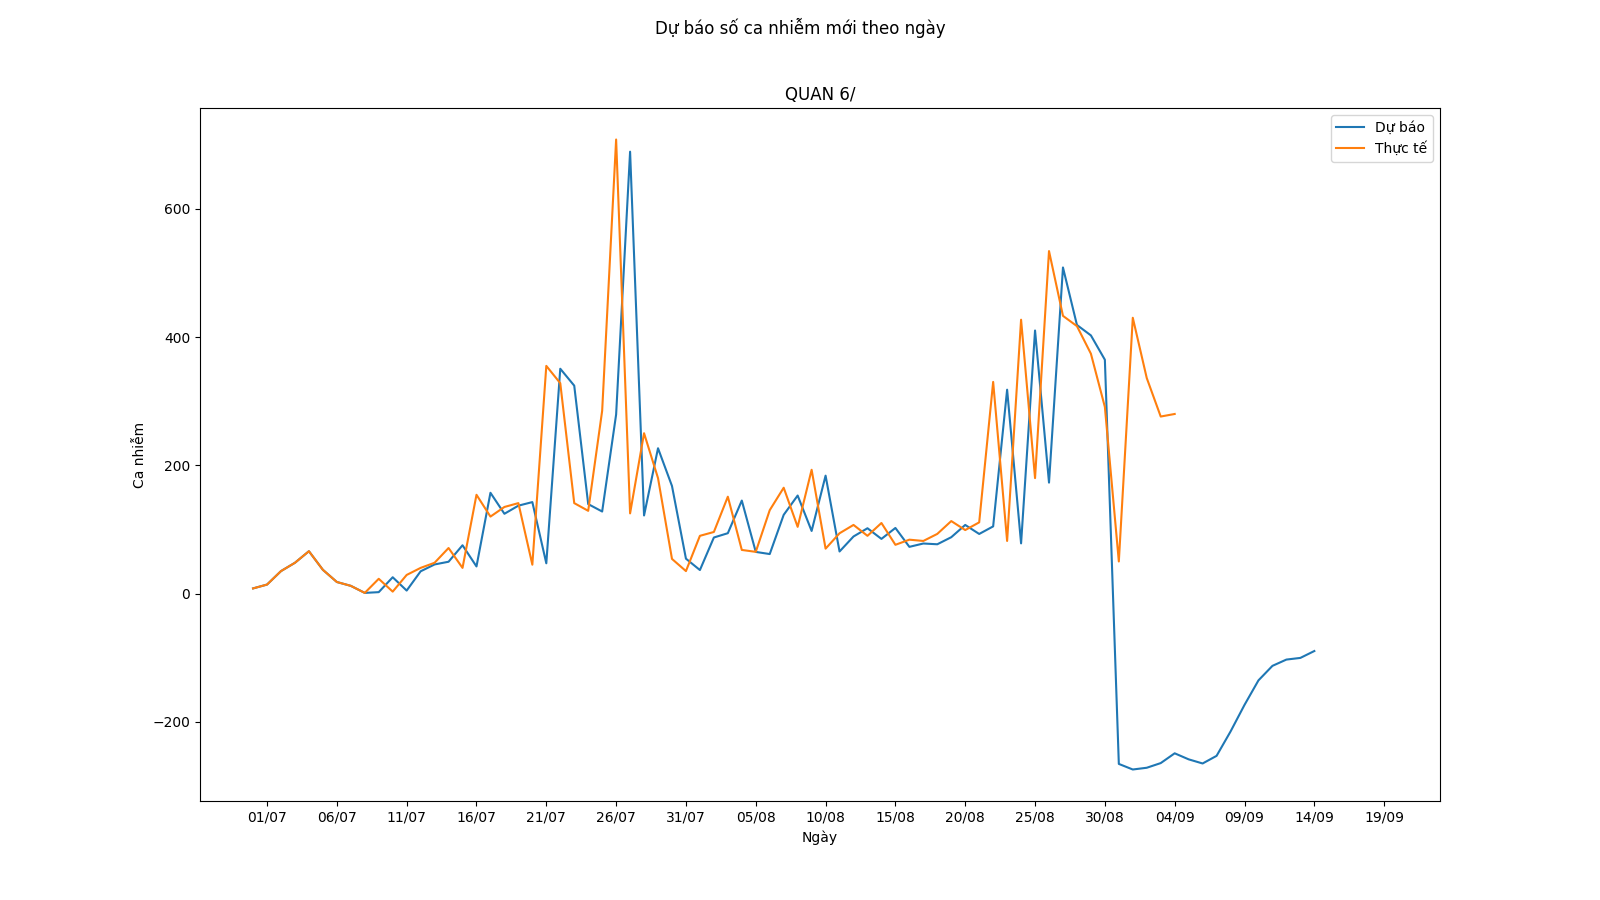 Dự báo số ca nhiễm mới theo ngày
QUAN 6/
Dự báo
Thực tế
Ca nhiễm
600
400
200
0
−200
01/07 06/07 11/07 16/07 21/07 26/07 31/07 05/08 10/08 15/08 20/08 25/08 30/08 04/09 09/09 14/09 19/09
Ngày